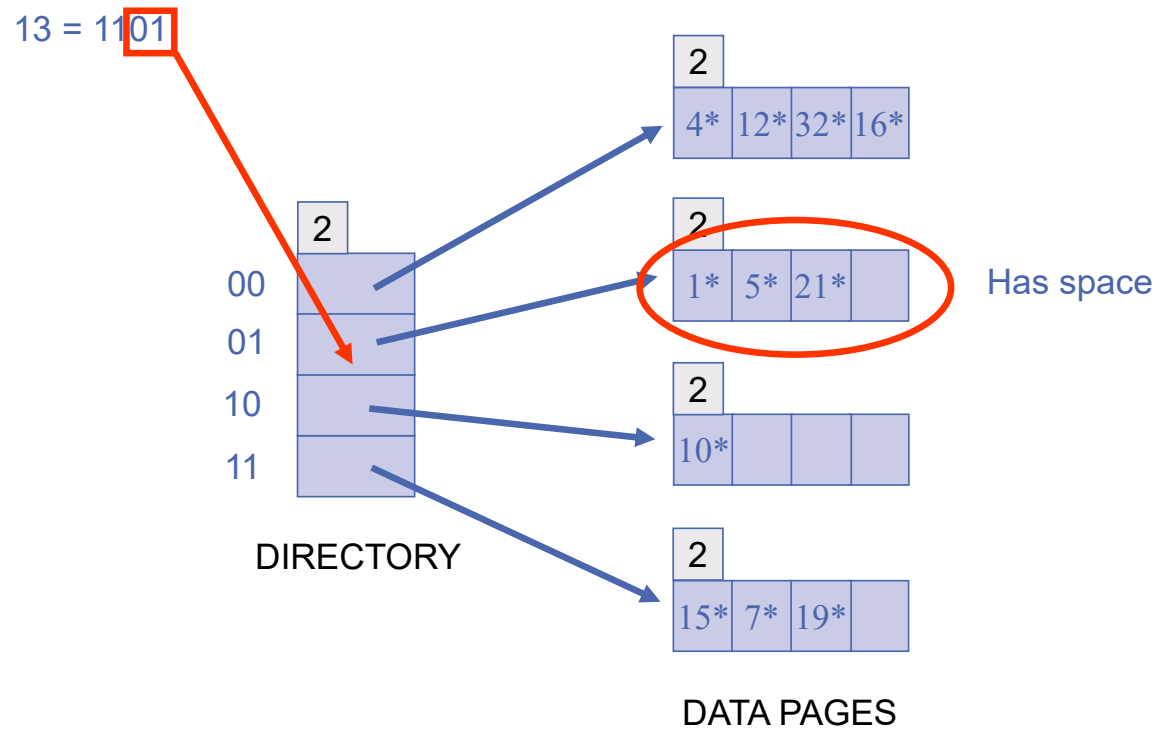 13 = 1101
2
4* 12* 32* 16*
2
2
00
1* 5* 21*
Has space
01
2
10
10*
11
2
DIRECTORY
15* 7* 19*
DATA PAGES